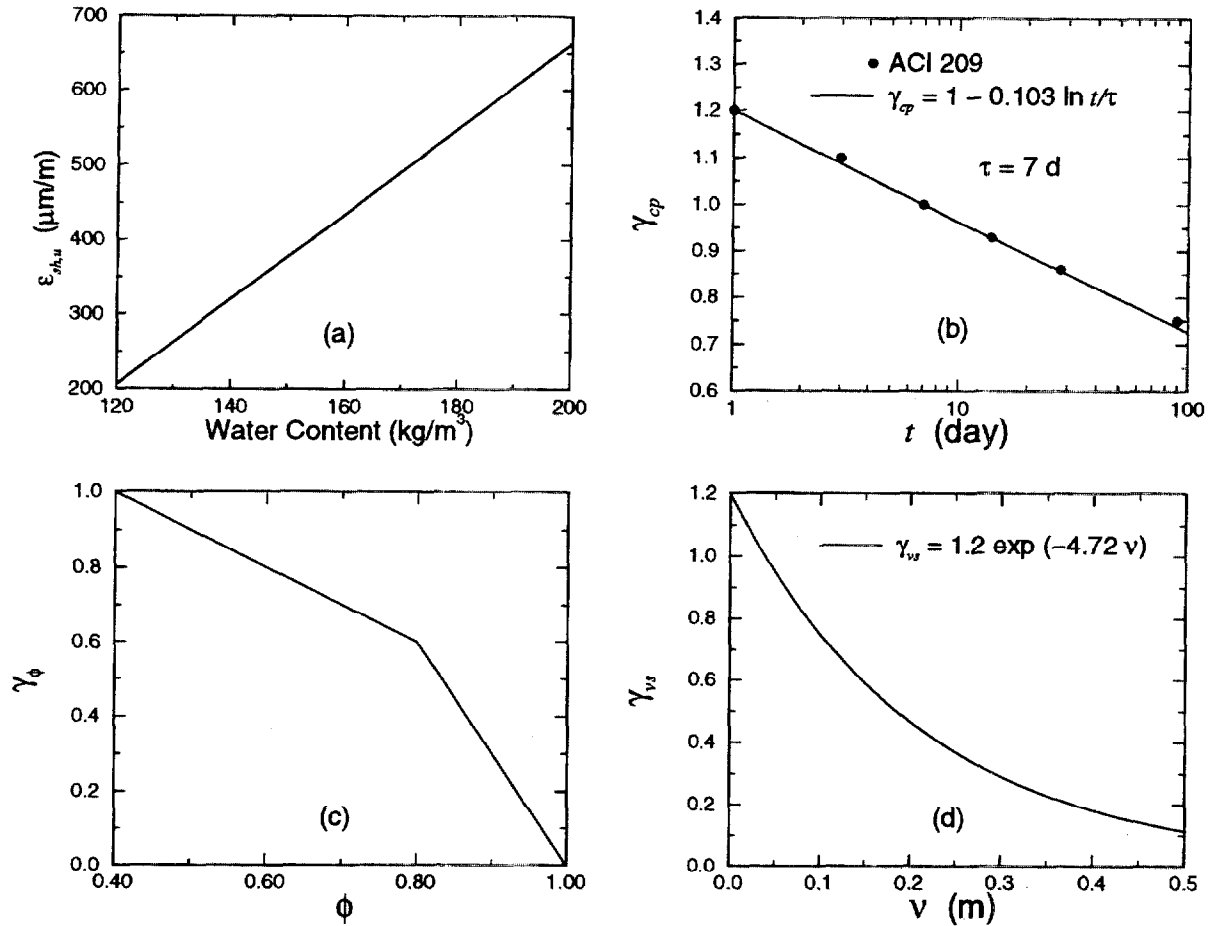 700
600
500
400
300
200
ε_sh,u (μm/m)
(a)
120 140 160 180 200
Water Content (kg/m³)
1.4
1.3
1.2
1.1
1.0
0.9
0.8
0.7
0.6
γ_cp
ACI 209
γ_cp = 1 – 0.103 ln t/τ
τ = 7 d
(b)
1 10 100
t (day)
1.0
0.8
0.6
0.4
0.2
0.0
γ_ϕ
(c)
0.40 0.60 0.80 1.00
ϕ
1.2
1.0
0.8
0.6
0.4
0.2
0.0
γ_vs
γ_vs = 1.2 exp (–4.72 ν)
(d)
0.0 0.1 0.2 0.3 0.4 0.5
ν (m)